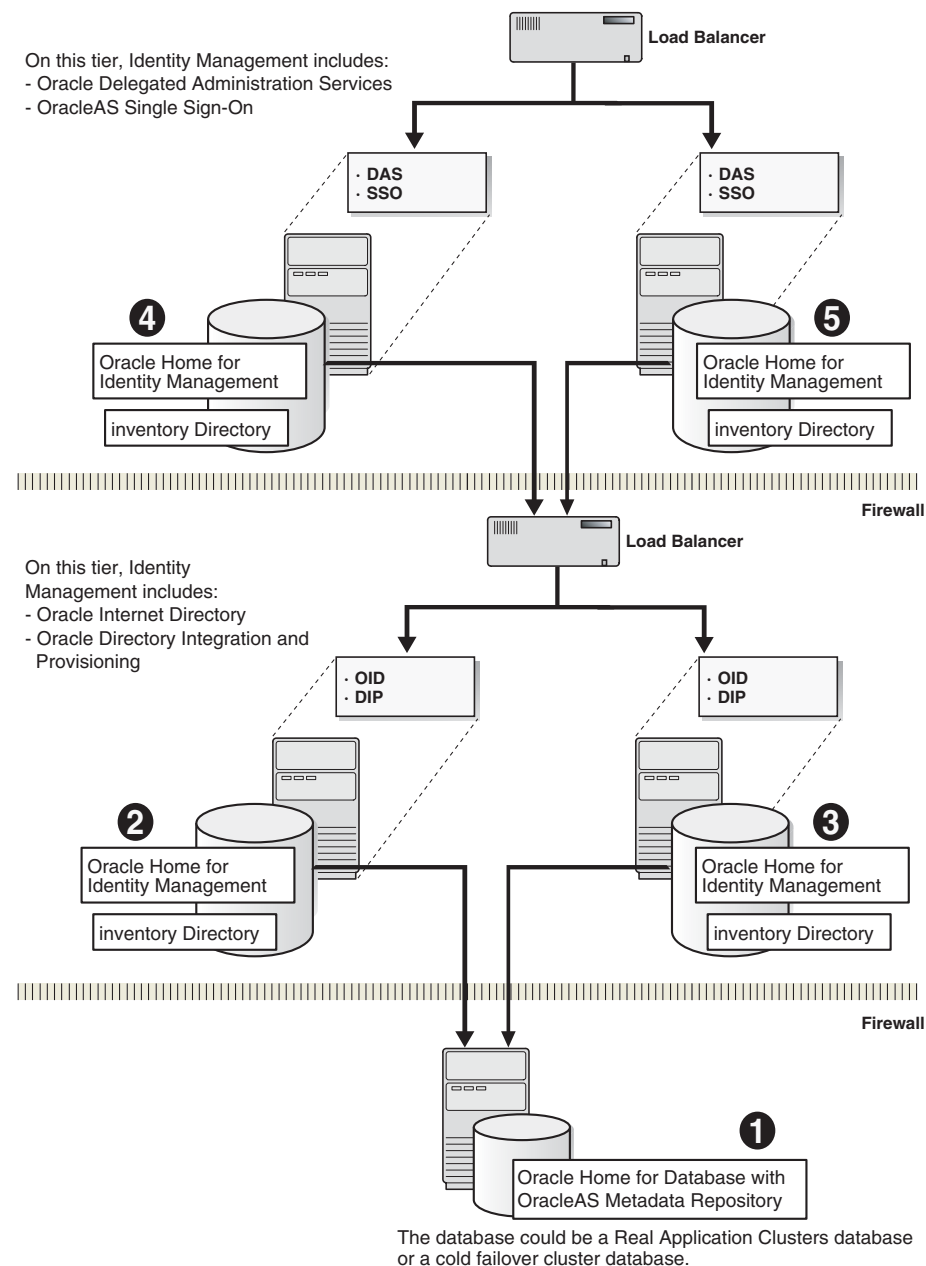 Load Balancer
On this tier, Identity Management includes:
- Oracle Delegated Administration Services
- OracleAS Single Sign-On
· DAS
· SSO
· DAS
· SSO
4
Oracle Home for
Identity Management
inventory Directory
5
Oracle Home for
Identity Management
inventory Directory
Firewall
Load Balancer
On this tier, Identity
Management includes:
- Oracle Internet Directory
- Oracle Directory Integration and
Provisioning
· OID
· DIP
· OID
· DIP
2
Oracle Home for
Identity Management
inventory Directory
3
Oracle Home for
Identity Management
inventory Directory
Firewall
1
Oracle Home for Database with
OracleAS Metadata Repository
The database could be a Real Application Clusters database
or a cold failover cluster database.